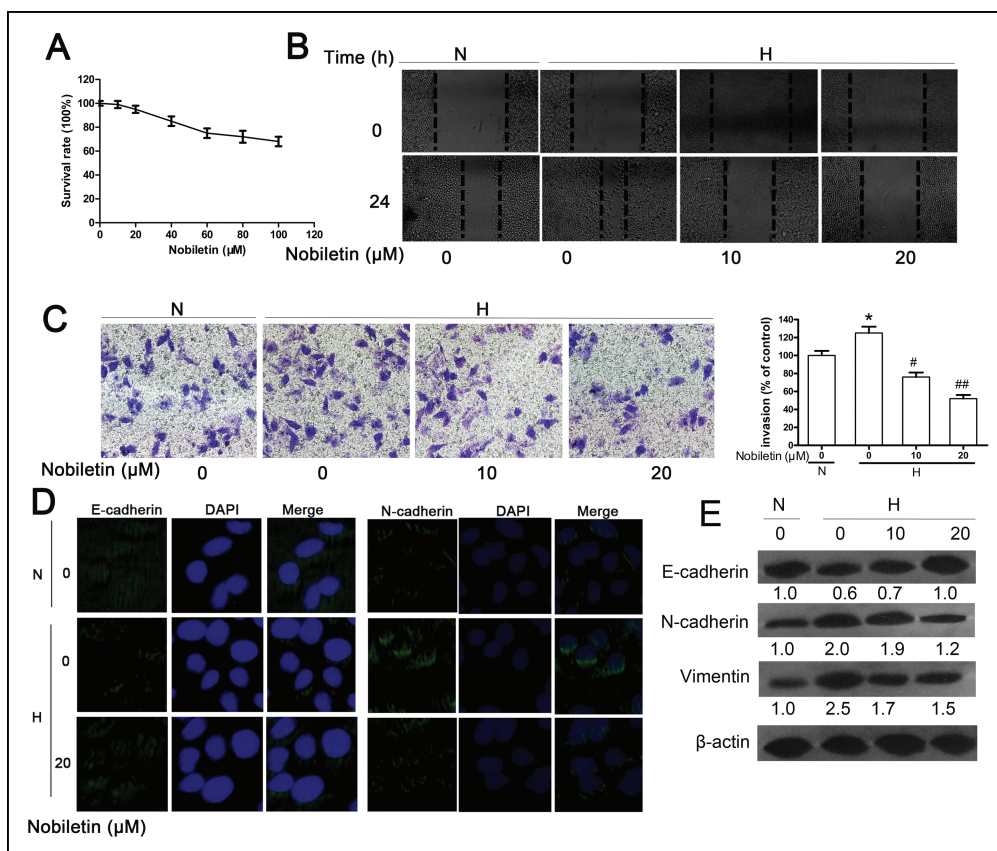 A
Survival rate (100%)
120
100
80
60
40
20
0
0 20 40 60 80 100 120
Nobiletin (µM)
B
Time (h) N H
0
24
Nobiletin (µM) 0 0 10 20
C
N H
Nobiletin (µM) 0 0 10 20
invasion (% of control)
140
120
100
80
60
40
20
0
*
#
##
Nobiletin (µM) 0 0 10 20
N H
D
E-cadherin DAPI Merge N-cadherin DAPI Merge
N 0
H 0
20
Nobiletin (µM)
E
N H
0 0 10 20
E-cadherin
1.0 0.6 0.7 1.0
N-cadherin
1.0 2.0 1.9 1.2
Vimentin
1.0 2.5 1.7 1.5
β-actin